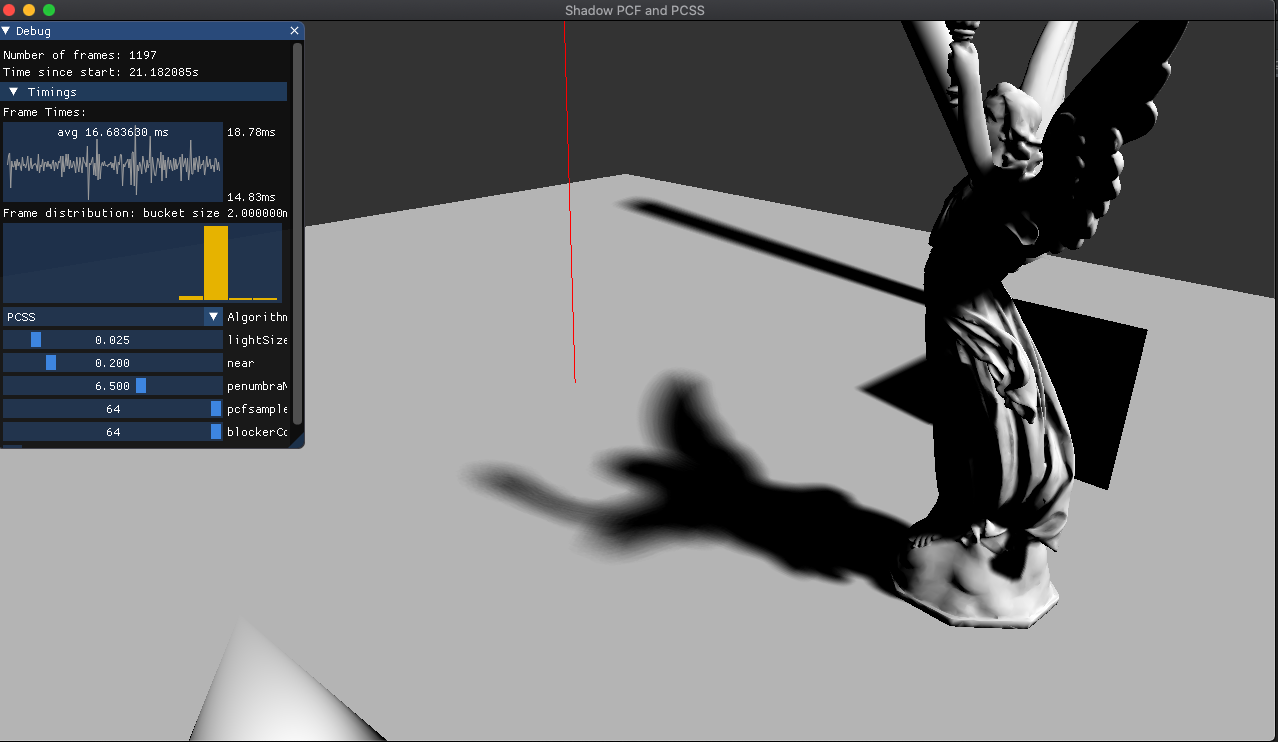 Shadow PCF and PCSS
Debug
Number of frames: 1197
Time since start: 21.182085s
Timings
Frame Times:
avg 16.683630 ms
18.78ms
14.83ms
Frame distribution: bucket size 2.000000m
PCSS Algorithm
0.025 lightSize
0.200 near
6.500 penumbraM
64 pcfsample
64 blockerCo